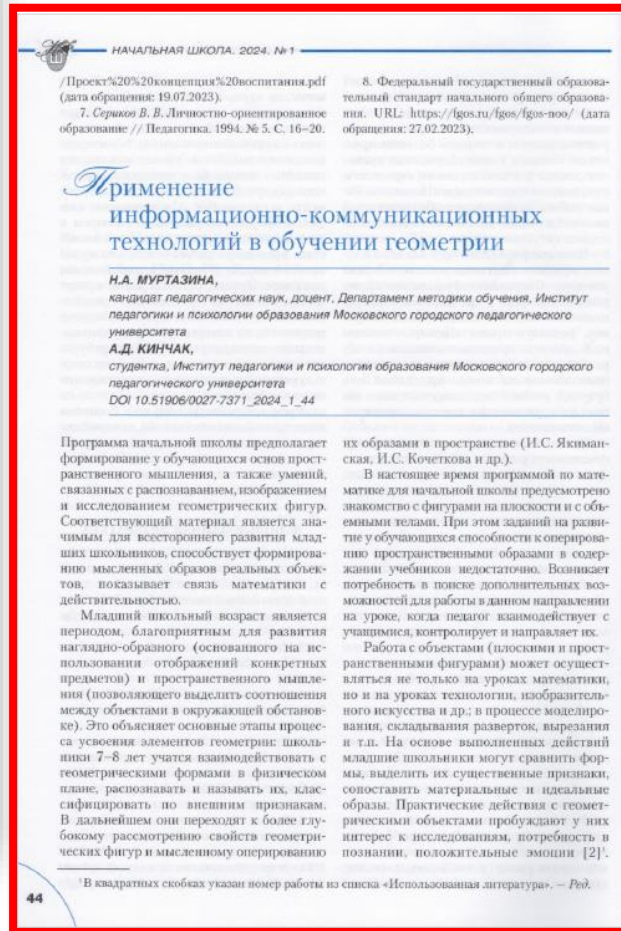 НАЧАЛЬНАЯ ШКОЛА. 2024. №1
/Проект%20%20концепция%20воспитания.pdf
(дата обращения: 19.07.2023).
7. Сериков В. В. Личностно-ориентированное
образование // Педагогика. 1994. № 5. С. 16–20.
8. Федеральный государственный образова-
тельный стандарт начального общего образова-
ния. URL: https://fgos.ru/fgos/fgos-noo/ (дата
обращения: 27.02.2023).
Применение
информационно-коммуникационных
технологий в обучении геометрии
Н.А. МУРТАЗИНА,
кандидат педагогических наук, доцент, Департамент методики обучения, Институт
педагогики и психологии образования Московского городского педагогического
университета
А.Д. КИНЧАК,
студентка, Институт педагогики и психологии образования Московского городского
педагогического университета
DOI 10.51906/0027-7371_2024_1_44
Программа начальной школы предполагает
формирование у обучающихся основ прост-
ранственного мышления, а также умений,
связанных с распознаванием, изображением
и исследованием геометрических фигур.
Соответствующий материал является зна-
чимым для всестороннего развития млад-
ших школьников, способствует формирова-
нию мысленных образов реальных объек-
тов, показывает связь математики с
действительностью.
Младший школьный возраст является
периодом, благоприятным для развития
наглядно-образного (основанного на ис-
пользовании отображений конкретных
предметов) и пространственного мышле-
ния (позволяющего выделить соотношения
между объектами в окружающей обстанов-
ке). Это объясняет основные этапы процес-
са усвоения элементов геометрии: школь-
ники 7–8 лет учатся взаимодействовать с
геометрическими формами в физическом
плане, распознавать и называть их, клас-
сифицировать по внешним признакам.
В дальнейшем они переходят к более глу-
бокому рассмотрению свойств геометри-
ческих фигур и мысленному оперированию
их образами в пространстве (И.С. Якиман-
ская, И.С. Кочеткова и др.).
В настоящее время программой по мате-
матике для начальной школы предусмотрено
знакомство с фигурами на плоскости и с объ-
емными телами. При этом заданий на разви-
тие у обучающихся способности к оперирова-
нию пространственными образами в содер-
жании учебников недостаточно. Возникает
потребность в поиске дополнительных воз-
можностей для работы в данном направлении
на уроке, когда педагог взаимодействует с
учащимися, контролирует и направляет их.
Работа с объектами (плоскими и прост-
ранственными фигурами) может осущест-
вляться не только на уроках математики,
но и на уроках технологии, изобразитель-
ного искусства и др.; в процессе моделиро-
вания, складывания разверток, вырезания
и т.п. На основе выполненных действий
младшие школьники могут сравнить фор-
мы, выделить их существенные признаки,
сопоставить материальные и идеальные
образы. Практические действия с геомет-
рическими объектами пробуждают у них
интерес к исследованиям, потребность в
познании, положительные эмоции [2]¹.
¹В квадратных скобках указан номер работы из списка «Использованная литература». – Ред.
44